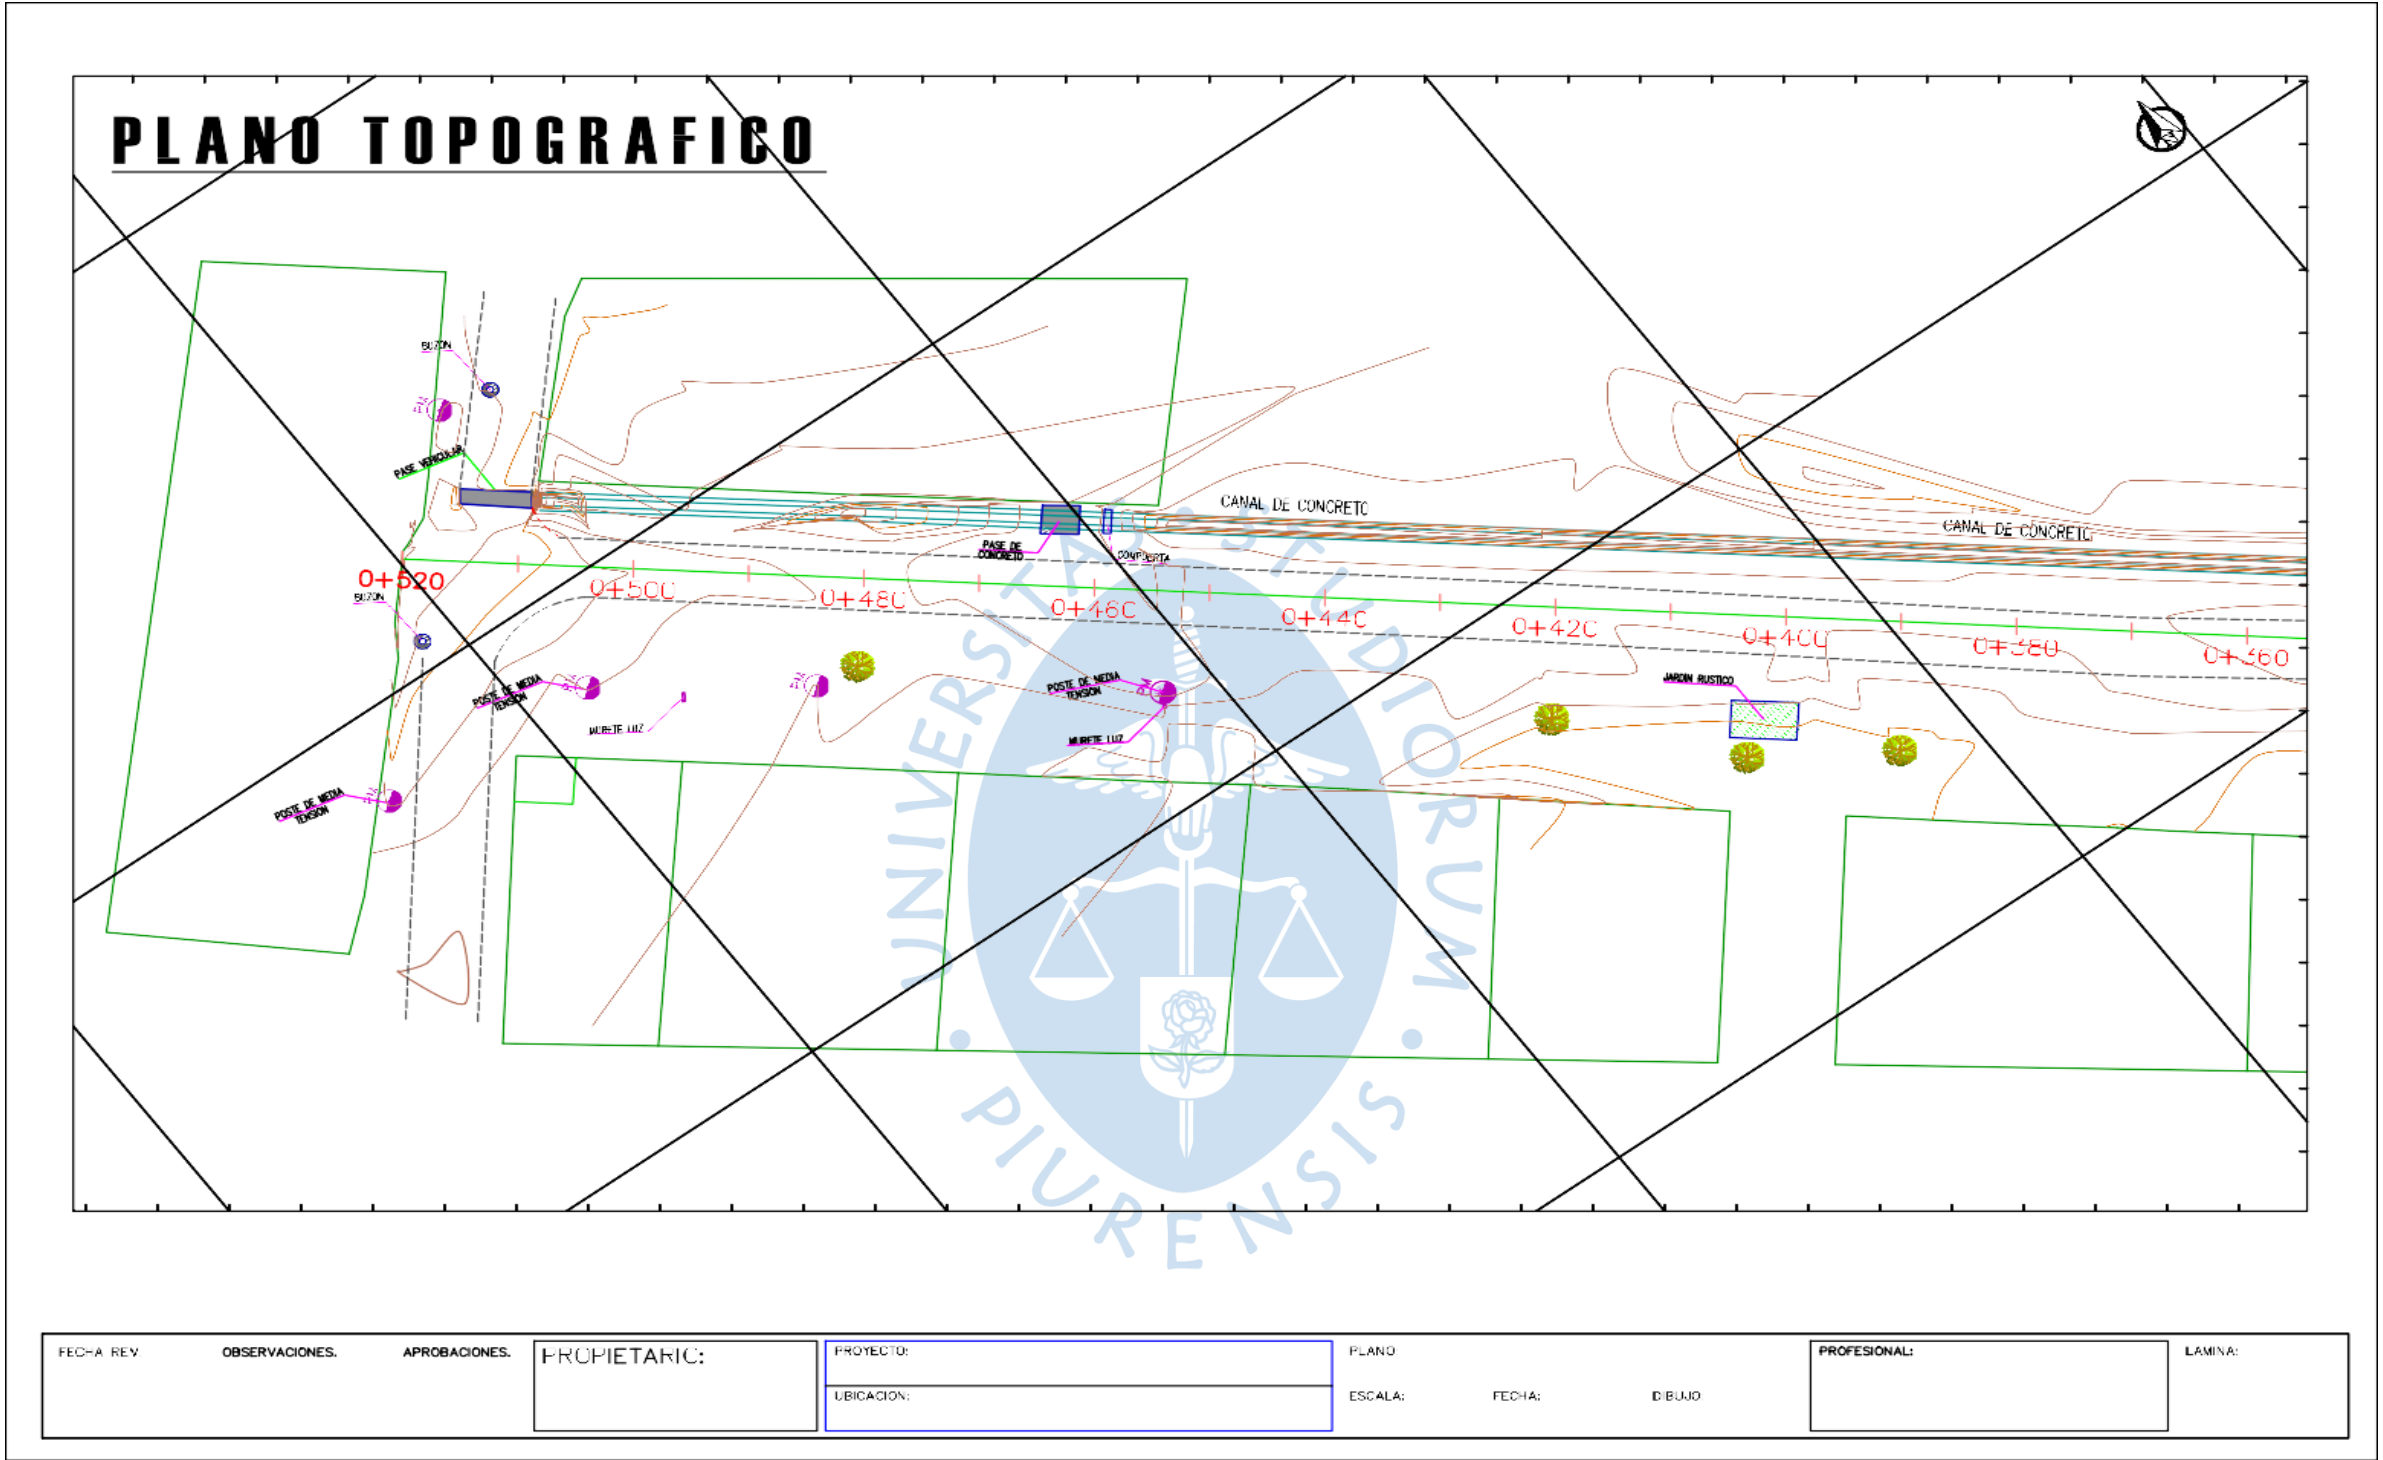 PLANO TOPOGRAFICO
BUZON
PASE VEHICULAR
CANAL DE CONCRETO
CANAL DE CONCRETO
PASE DE
CONCRETO
COMPUERTA
0+520
0+500
0+480
0+460
0+440
0+420
0+400
0+380
0+360
BUZON
POSTE DE MEDIA
TENSION
MURETE LUZ
POSTE DE MEDIA
TENSION
MURETE LUZ
JARDIN RUSTICO
POSTE DE MEDIA
TENSION
UNIVERSITAS STUDIORUM
PIURENSIS
FECHA REV
OBSERVACIONES.
APROBACIONES.
PROPIETARIO:
PROYECTO:
UBICACION:
PLANO
ESCALA:
FECHA:
DIBUJO
PROFESIONAL:
LAMINA: